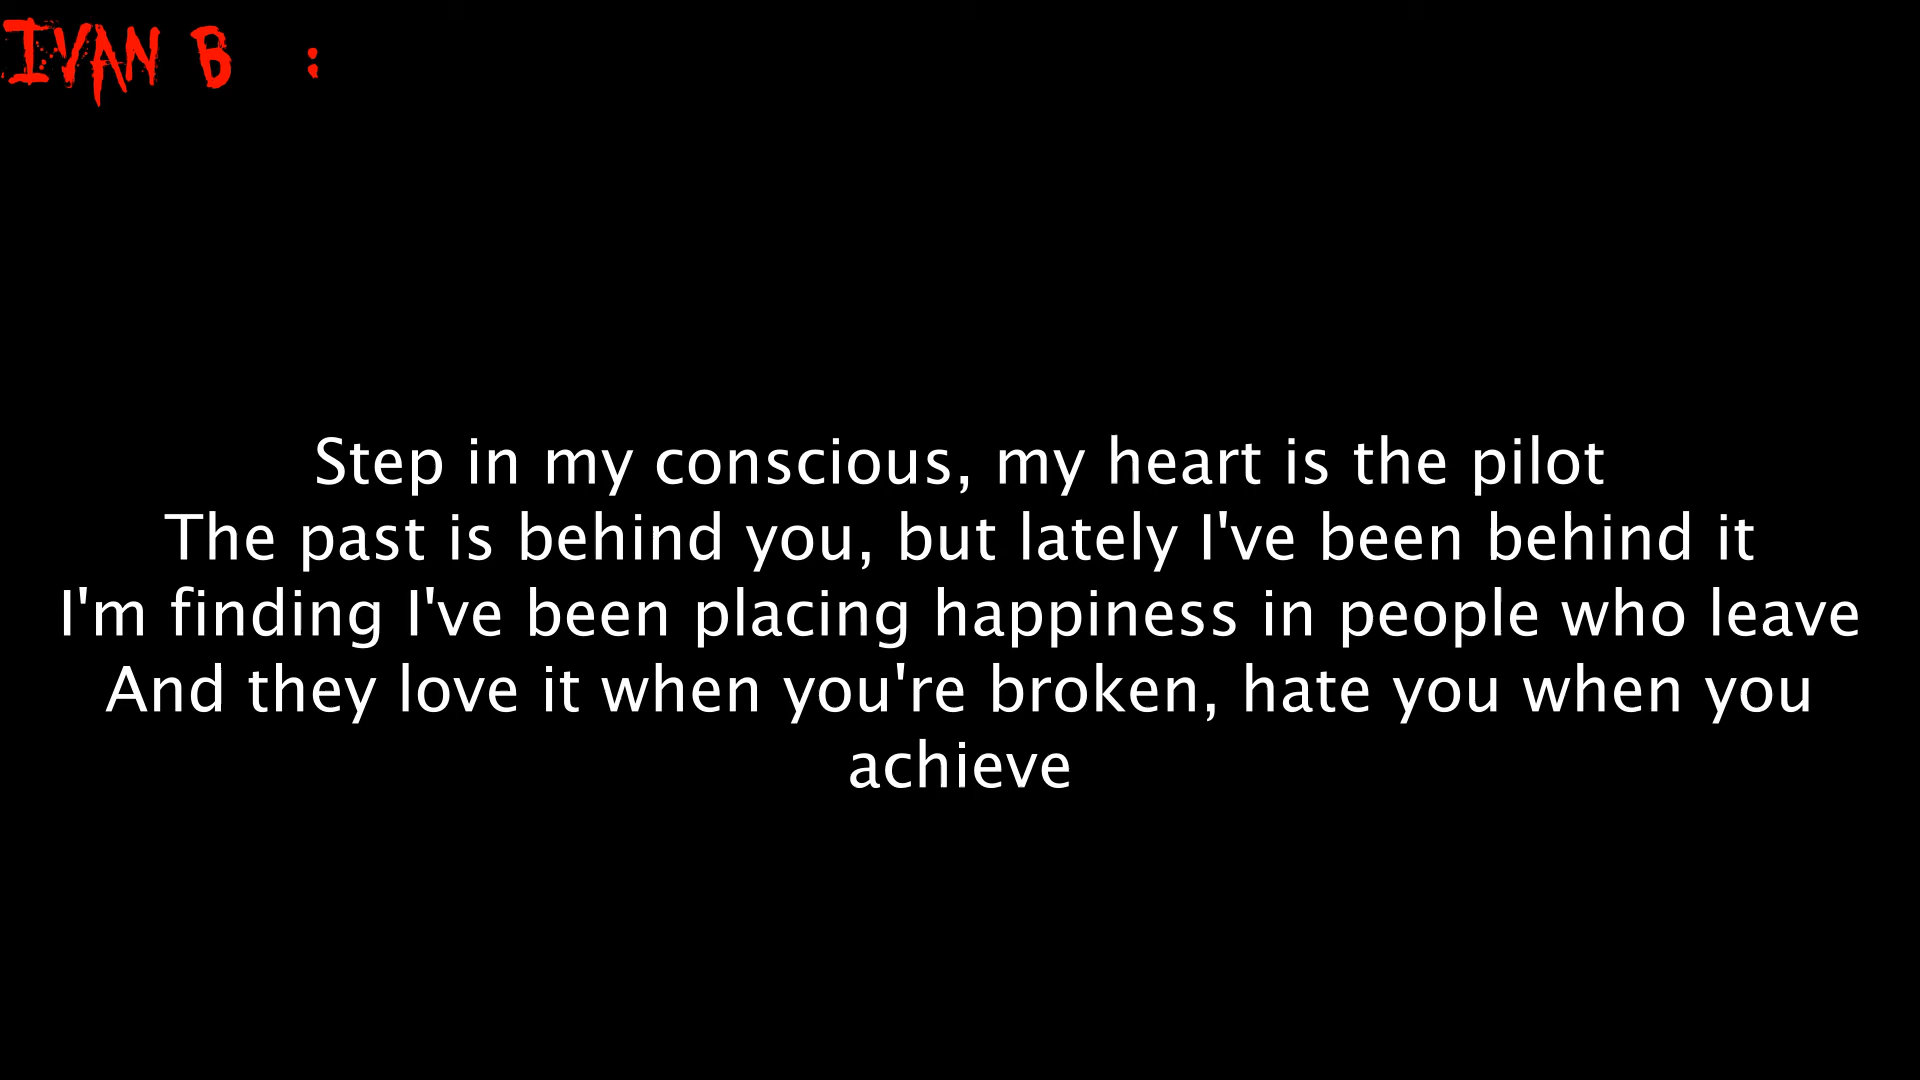 IVAN B :
Step in my conscious, my heart is the pilot
The past is behind you, but lately I've been behind it
I'm finding I've been placing happiness in people who leave
And they love it when you're broken, hate you when you
achieve